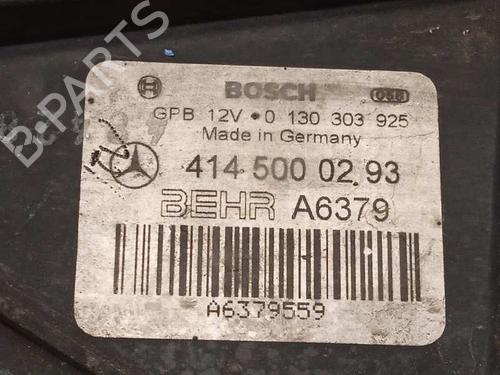 B-PARTS
BOSCH
GPB 12V • 0 130 303 925
Made in Germany
414 500 02 93
BEHR A6379
A6379559